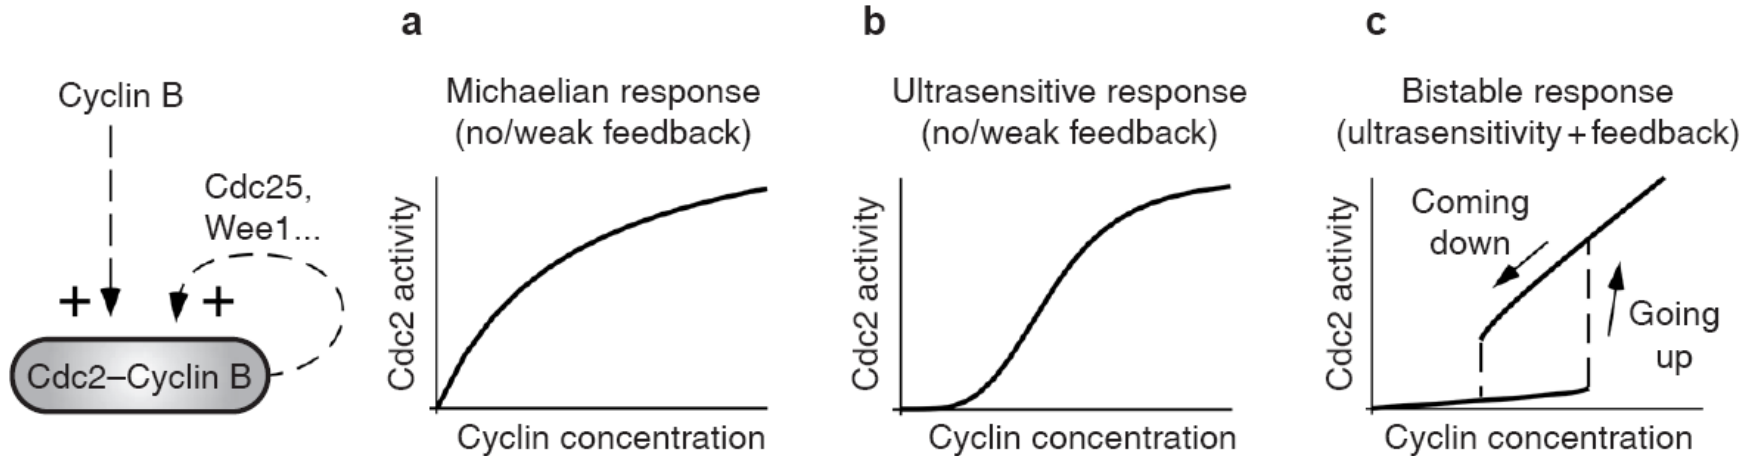 Cyclin B
Cdc25,
Wee1...
+
+
Cdc2–Cyclin B
a
Michaelian response
(no/weak feedback)
Cdc2 activity
Cyclin concentration
b
Ultrasensitive response
(no/weak feedback)
Cdc2 activity
Cyclin concentration
c
Bistable response
(ultrasensitivity + feedback)
Coming
down
Going
up
Cdc2 activity
Cyclin concentration